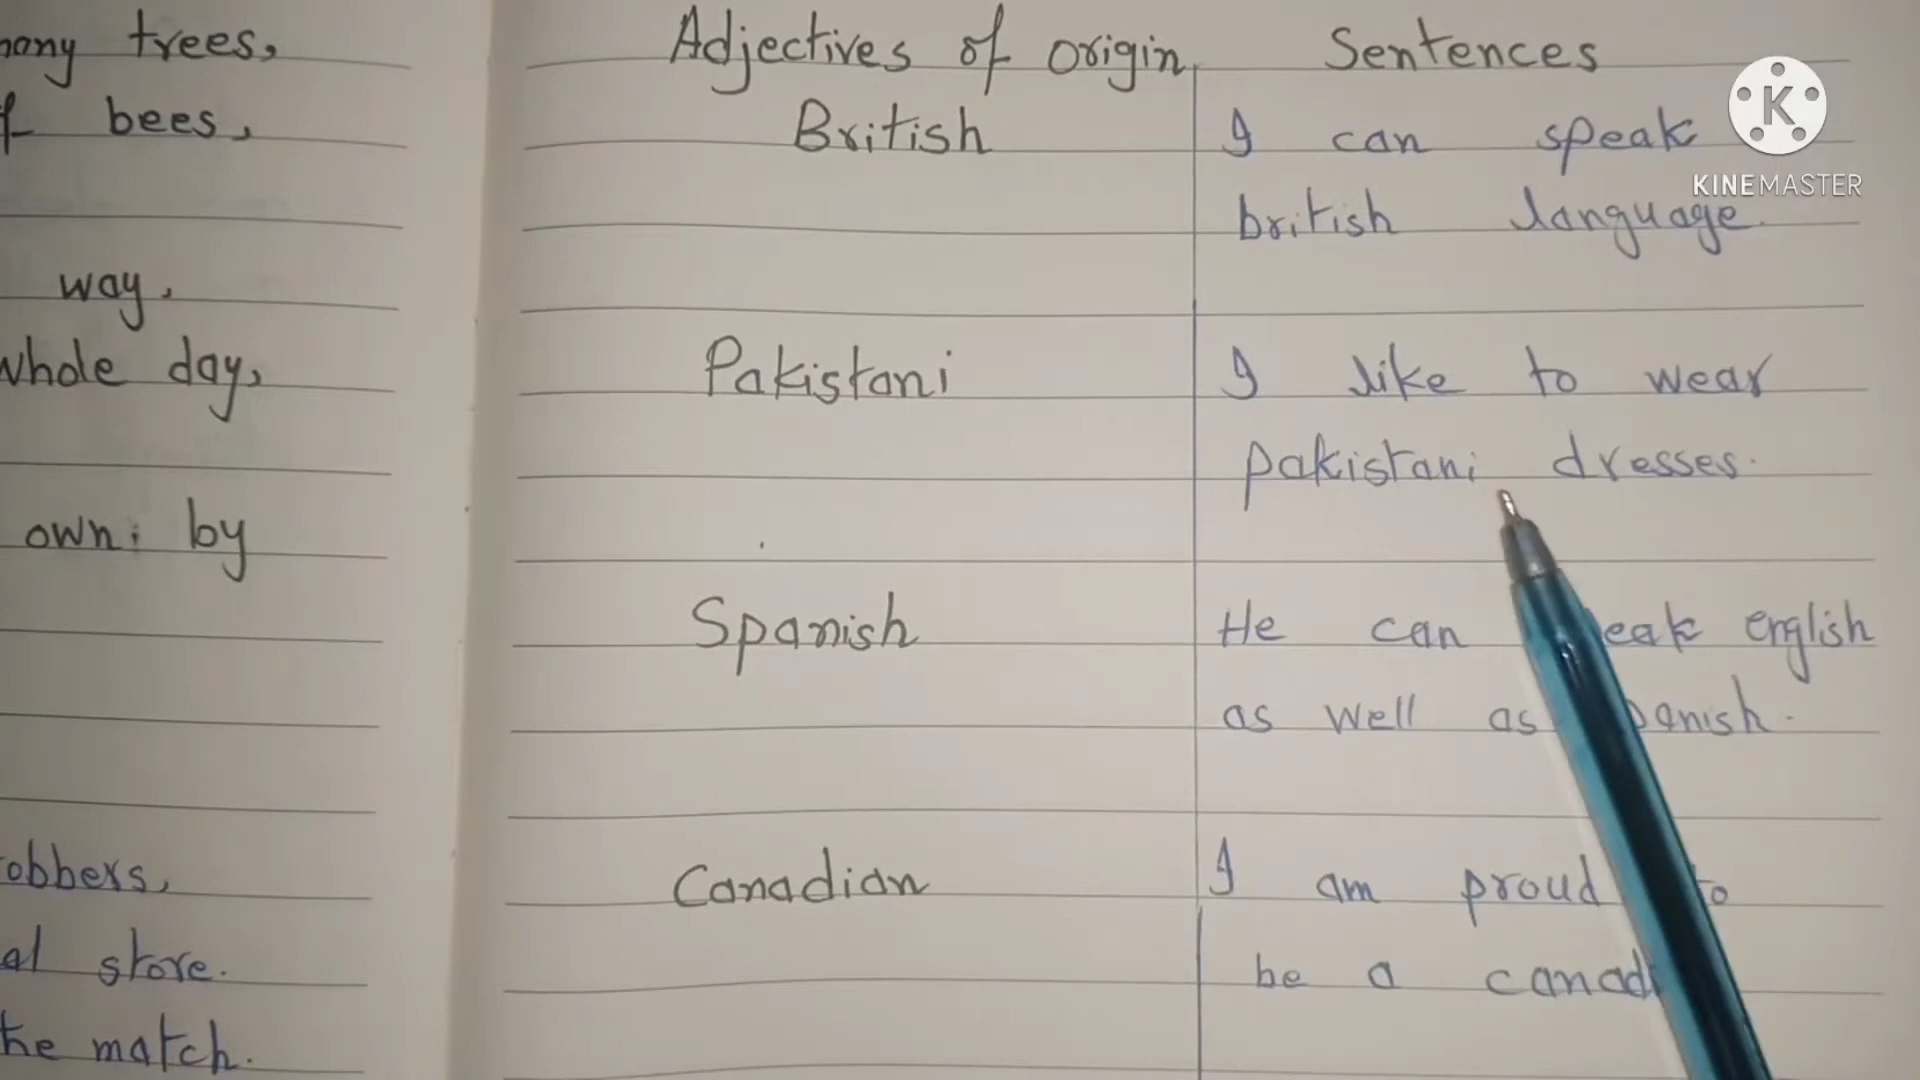 many trees,
bees,
way.
whole day,
own. by
store.
the match.
Adjectives of origin
Sentences
British
I can speak
british language.
Pakistani
I like to wear
pakistani dresses.
Spanish
He can english
as well as
Canadian
I am proud to
be a
K
KINEMASTER